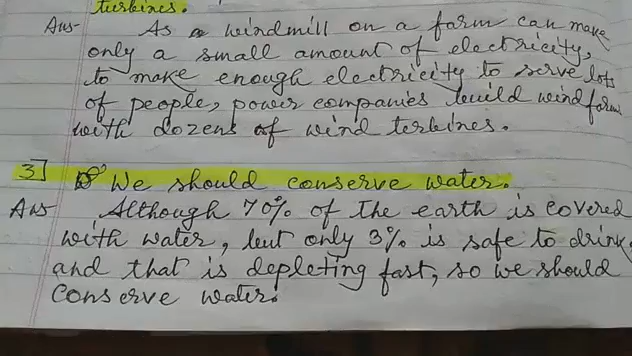 turbines.
Ans- As a windmill on a farm can make
only a small amount of electricity,
to make enough electricity to serve lots
of people, power companies build wind farm
with dozens of wind terbines.
3] We should conserve water.
Ans Although 70% of the earth is covered
with water, but only 3% is safe to drink
and that is depleting fast, so we should
conserve water.